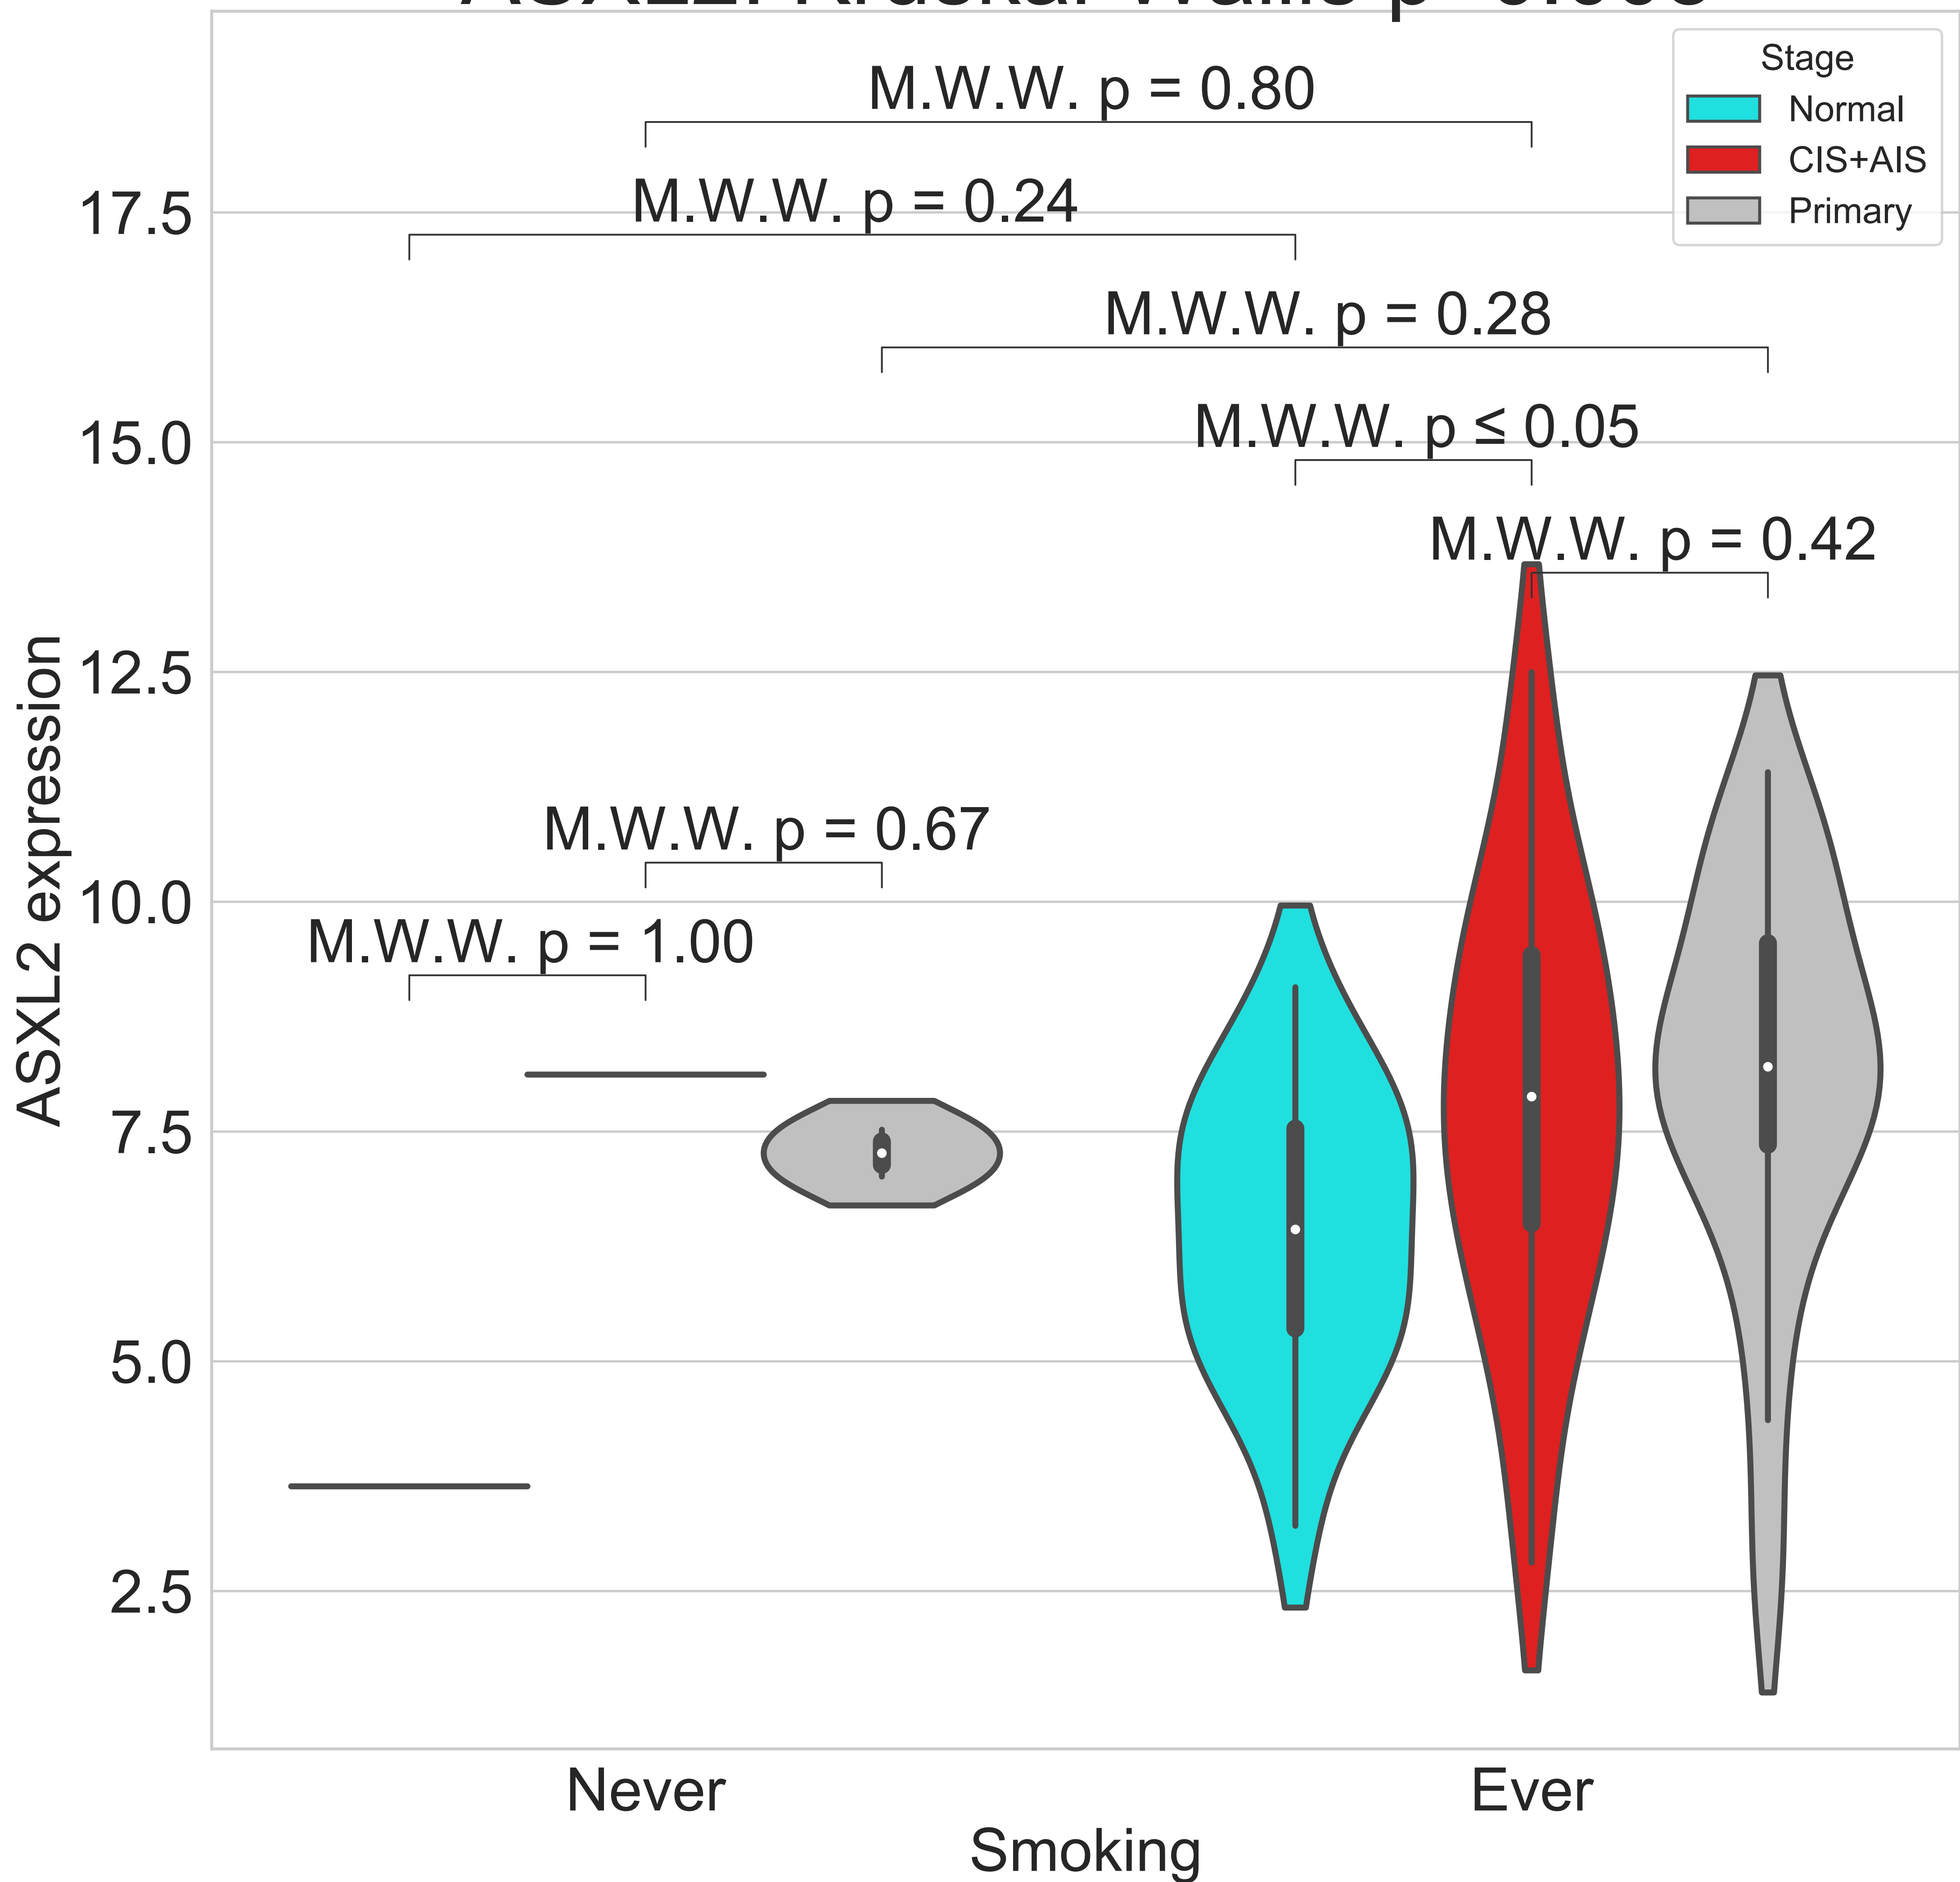 Stage
Normal
CIS+AIS
Primary
M.W.W. p = 0.80
M.W.W. p = 0.24
M.W.W. p = 0.28
M.W.W. p ≤ 0.05
M.W.W. p = 0.42
M.W.W. p = 0.67
M.W.W. p = 1.00
17.5
15.0
12.5
10.0
7.5
5.0
2.5
ASXL2 expression
Never
Ever
Smoking